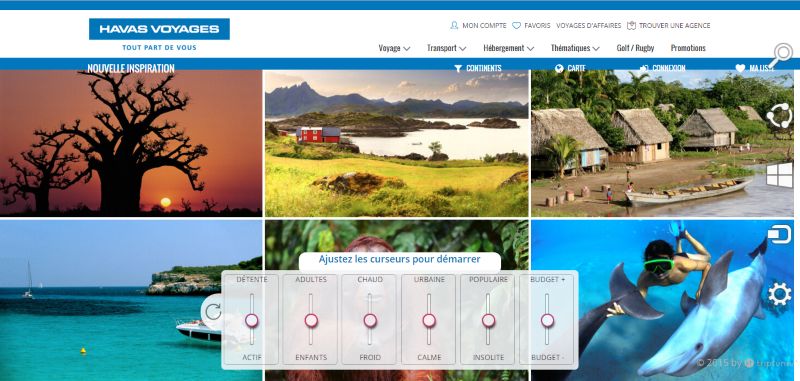 HAVAS VOYAGES
TOUT PART DE VOUS
MON COMPTE FAVORIS VOYAGES D'AFFAIRES TROUVER UNE AGENCE
Voyage Transport Hébergement Thématiques Golf / Rugby Promotions
NOUVELLE INSPIRATION CONTINENTS CARTE CONNEXION MA LISTE
Ajustez les curseurs pour démarrer
DÉTENTE ADULTES CHAUD URBAINE POPULAIRE BUDGET +
ACTIF ENFANTS FROID CALME INSOLITE BUDGET -
© 2015 by triptuner